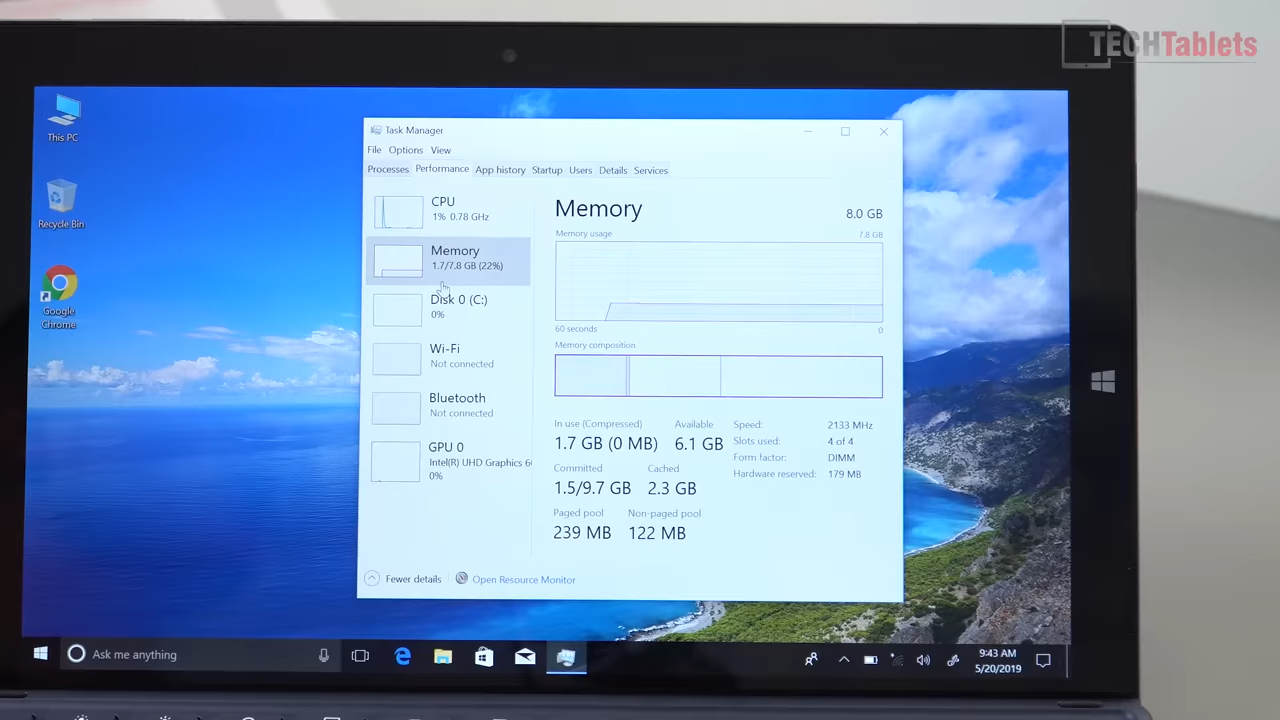 TECHTablets
This PC
Recycle Bin
Google
Chrome
Task Manager
File Options View
Processes Performance App history Startup Users Details Services
CPU
1% 0.78 GHz
Memory
1.7/7.8 GB (22%)
Disk 0 (C:)
0%
Wi-Fi
Not connected
Bluetooth
Not connected
GPU 0
Intel(R) UHD Graphics 6
0%
Memory 8.0 GB
Memory usage 7.8 GB
60 seconds 0
Memory composition
In use (Compressed) Available
1.7 GB (0 MB) 6.1 GB
Committed Cached
1.5/9.7 GB 2.3 GB
Paged pool Non-paged pool
239 MB 122 MB
Speed: 2133 MHz
Slots used: 4 of 4
Form factor: DIMM
Hardware reserved: 179 MB
Fewer details Open Resource Monitor
Ask me anything
9:43 AM
5/20/2019